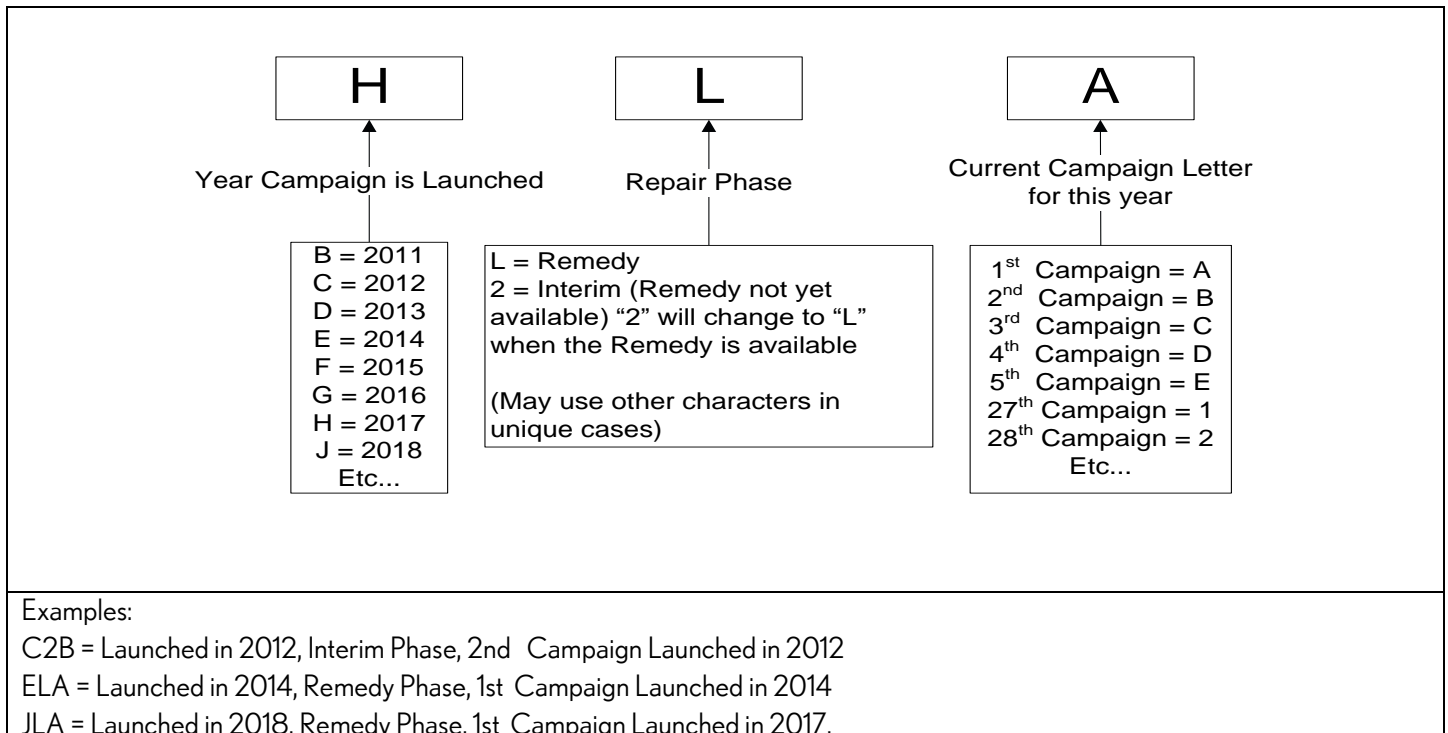 H L A
Year Campaign is Launched
Repair Phase
Current Campaign Letter
for this year
B = 2011
C = 2012
D = 2013
E = 2014
F = 2015
G = 2016
H = 2017
J = 2018
Etc...
L = Remedy
2 = Interim (Remedy not yet
available) “2” will change to “L”
when the Remedy is available
(May use other characters in
unique cases)
1st Campaign = A
2nd Campaign = B
3rd Campaign = C
4th Campaign = D
5th Campaign = E
27th Campaign = 1
28th Campaign = 2
Etc...
Examples:
C2B = Launched in 2012, Interim Phase, 2nd Campaign Launched in 2012
ELA = Launched in 2014, Remedy Phase, 1st Campaign Launched in 2014
JLA = Launched in 2018, Remedy Phase, 1st Campaign Launched in 2017.